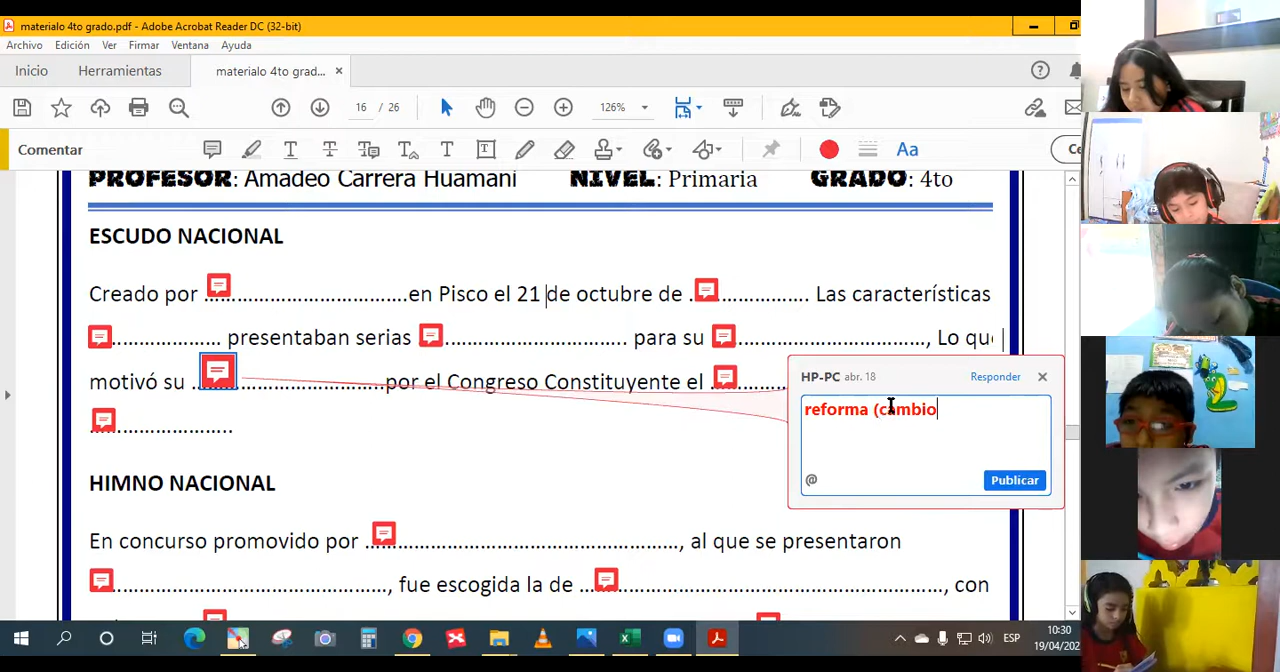 materialo 4to grado.pdf - Adobe Acrobat Reader DC (32-bit)
Archivo Edición Ver Firmar Ventana Ayuda
Inicio Herramientas materialo 4to grad... ×
16 / 26 126%
Comentar Aa Ce
PROFESOR: Amadeo Carrera Huamani NIVEL: Primaria GRADO: 4to
ESCUDO NACIONAL
Creado por ....................................en Pisco el 21 de octubre de ..................... Las características
........................ presentaban serias .................................. para su ...................................., Lo que
motivó su ....................................por el Congreso Constituyente el ...............
.........................
HP-PC abr. 18 Responder
reforma (cambio
@ Publicar
HIMNO NACIONAL
En concurso promovido por ......................................................, al que se presentaron
...................................................., fue escogida la de ............................................................, con
ESP
10:30
19/04/202